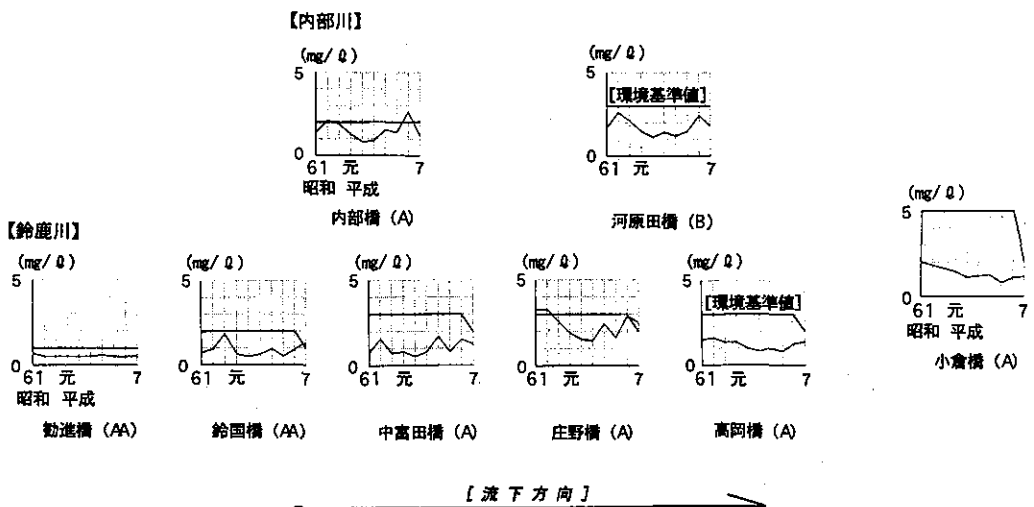 【内部川】
(mg/ℓ)
5
0
61 元 7
昭和 平成
内部橋 (A)
(mg/ℓ)
5
[環境基準値]
0
61 元 7
河原田橋 (B)
(mg/ℓ)
5
0
61 元 7
昭和 平成
小倉橋 (A)
【鈴鹿川】
(mg/ℓ)
5
0
61 元 7
昭和 平成
勧進橋 (AA)
(mg/ℓ)
5
0
61 元 7
鈴国橋 (AA)
(mg/ℓ)
5
0
61 元 7
中富田橋 (A)
(mg/ℓ)
5
0
61 元 7
庄野橋 (A)
(mg/ℓ)
5
[環境基準値]
0
61 元 7
高岡橋 (A)
[流下方向]